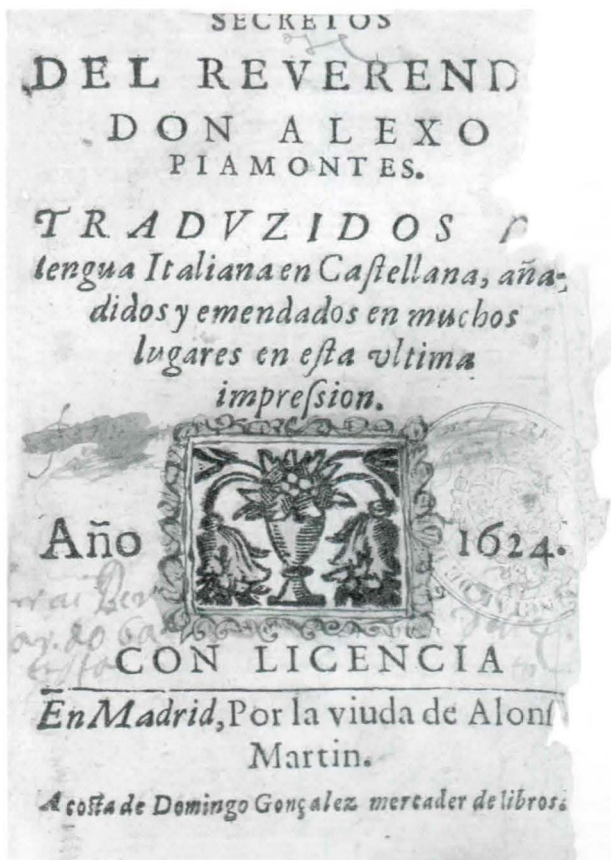 SECRETOS
DEL REVEREND
DON ALEXO
PIAMONTES.
TRADVZIDOS
lengua Italiana en Caſtellana, aña-
didos y emendados en muchos
lugares en eſta vltima
impreſsion.
Año 1624.
CON LICENCIA
En Madrid, Por la viuda de Alonſ
Martin.
A coſta de Domingo Gonçalez mercader de libros.